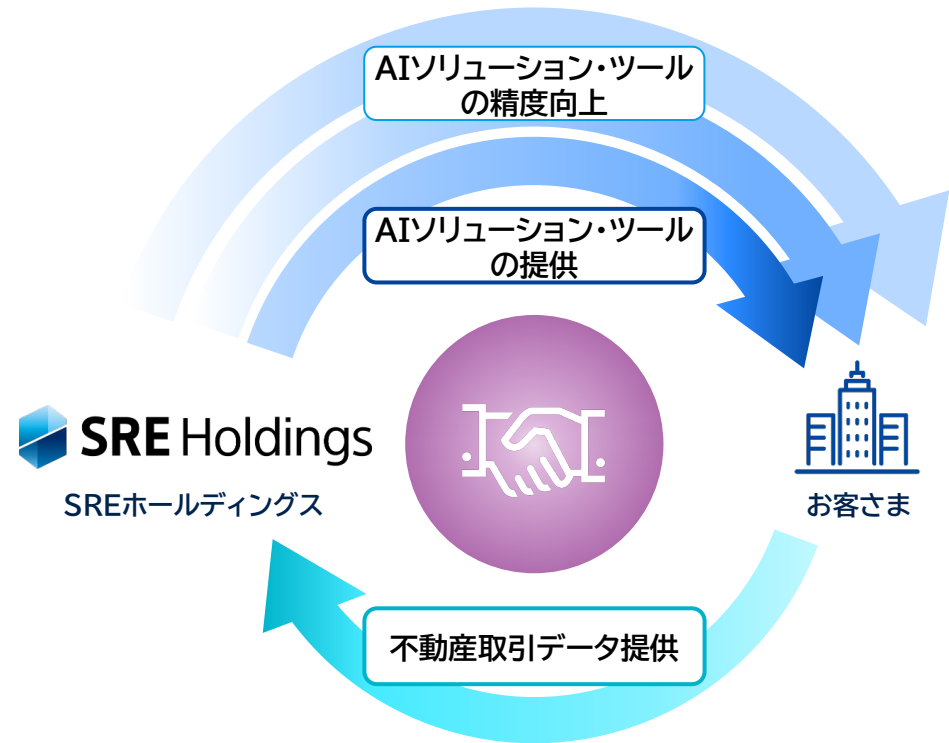 AIソリューション・ツール
の精度向上
AIソリューション・ツール
の提供
SRE Holdings
SREホールディングス
お客さま
不動産取引データ提供